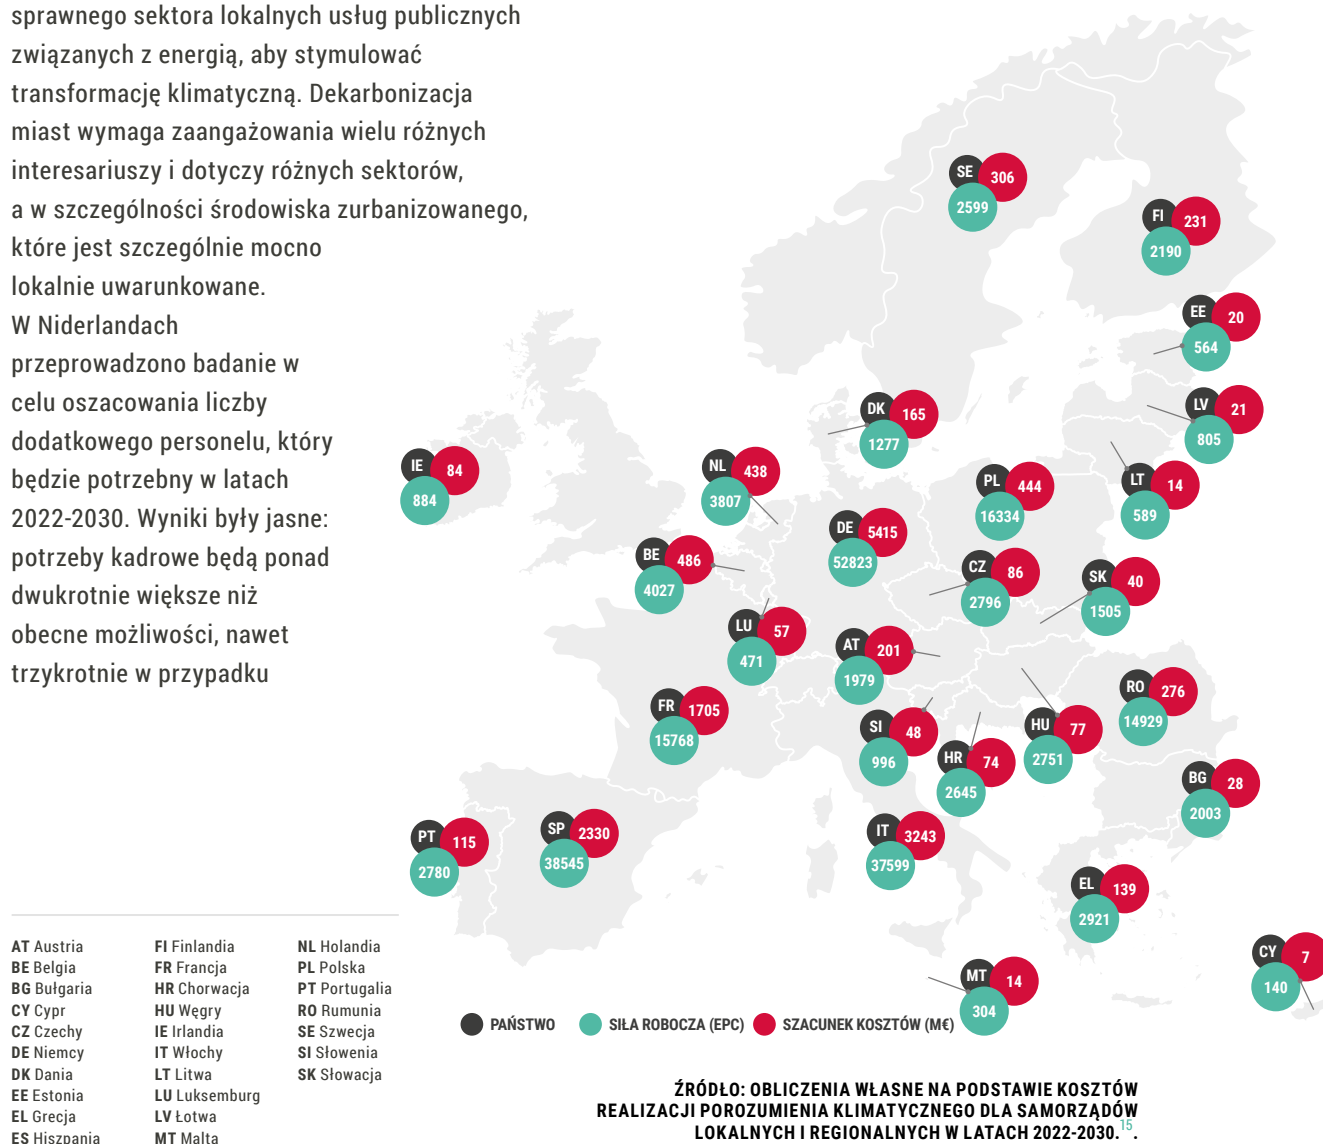 sprawnego sektora lokalnych usług publicznych
związanych z energią, aby stymulować
transformację klimatyczną. Dekarbonizacja
miast wymaga zaangażowania wielu różnych
interesariuszy i dotyczy różnych sektorów,
a w szczególności środowiska zurbanizowanego,
które jest szczególnie mocno
lokalnie uwarunkowane.
W Niderlandach
przeprowadzono badanie w
celu oszacowania liczby
dodatkowego personelu, który
będzie potrzebny w latach
2022-2030. Wyniki były jasne:
potrzeby kadrowe będą ponad
dwukrotnie większe niż
obecne możliwości, nawet
trzykrotnie w przypadku
SE 306
2599
FI 231
2190
EE 20
564
DK 165
1277
LV 21
805
IE 84
884
NL 438
3807
PL 444
16334
LT 14
589
DE 5415
52823
BE 486
4027
CZ 86
2796
SK 40
1505
LU 57
471
AT 201
1979
FR 1705
15768
SI 48
996
HR 74
2645
HU 77
2751
RO 276
14929
BG 28
2003
PT 115
2780
SP 2330
38545
IT 3243
37599
EL 139
2921
MT 14
304
CY 7
140
AT Austria
BE Belgia
BG Bułgaria
CY Cypr
CZ Czechy
DE Niemcy
DK Dania
EE Estonia
EL Grecja
ES Hiszpania
FI Finlandia
FR Francja
HR Chorwacja
HU Węgry
IE Irlandia
IT Włochy
LT Litwa
LU Luksemburg
LV Łotwa
MT Malta
NL Holandia
PL Polska
PT Portugalia
RO Rumunia
SE Szwecja
SI Słowenia
SK Słowacja
PAŃSTWO SIŁA ROBOCZA (EPC) SZACUNEK KOSZTÓW (M€)
ŹRÓDŁO: OBLICZENIA WŁASNE NA PODSTAWIE KOSZTÓW
REALIZACJI POROZUMIENIA KLIMATYCZNEGO DLA SAMORZĄDÓW
LOKALNYCH I REGIONALNYCH W LATACH 2022-2030.15.